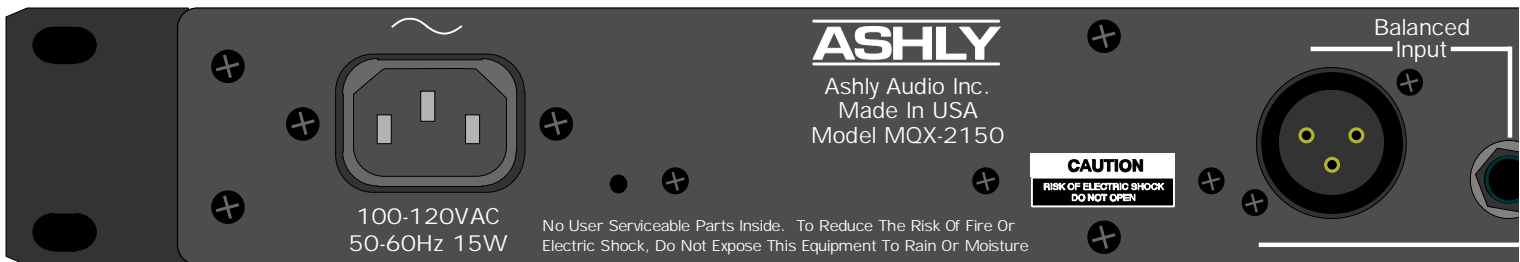 ASHLY
Ashly Audio Inc.
Made In USA
Model MQX-2150
Balanced
Input
CAUTION
RISK OF ELECTRIC SHOCK
DO NOT OPEN
100-120VAC
50-60Hz 15W
No User Serviceable Parts Inside.  To Reduce The Risk Of Fire Or
Electric Shock, Do Not Expose This Equipment To Rain Or Moisture